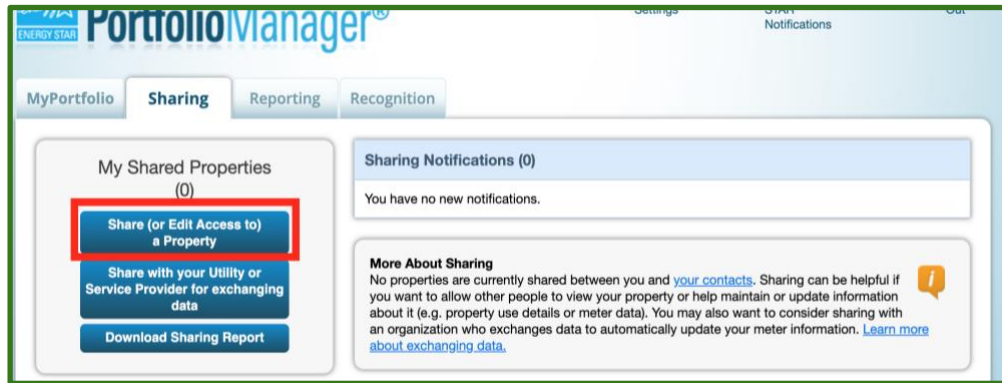 ENERGY STAR PortfolioManager®
Settings
Notifications
Out
MyPortfolio Sharing Reporting Recognition
My Shared Properties
(0)
Share (or Edit Access to)
a Property
Share with your Utility or
Service Provider for exchanging
data
Download Sharing Report
Sharing Notifications (0)
You have no new notifications.
More About Sharing
No properties are currently shared between you and your contacts. Sharing can be helpful if
you want to allow other people to view your property or help maintain or update information
about it (e.g. property use details or meter data). You may also want to consider sharing with
an organization who exchanges data to automatically update your meter information. Learn more
about exchanging data.